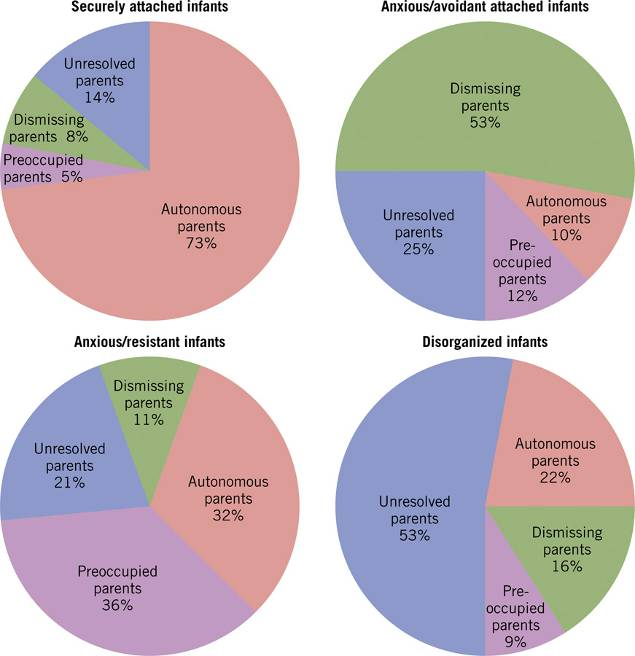 Securely attached infants
Unresolved
parents
14%
Dismissing
parents 8%
Preoccupied
parents 5%
Autonomous
parents
73%
Anxious/avoidant attached infants
Dismissing
parents
53%
Autonomous
parents
10%
Unresolved
parents
25%
Pre-
occupied
parents
12%
Anxious/resistant infants
Dismissing
parents
11%
Unresolved
parents
21%
Autonomous
parents
32%
Preoccupied
parents
36%
Disorganized infants
Autonomous
parents
22%
Unresolved
parents
53%
Dismissing
parents
16%
Pre-
occupied
parents
9%